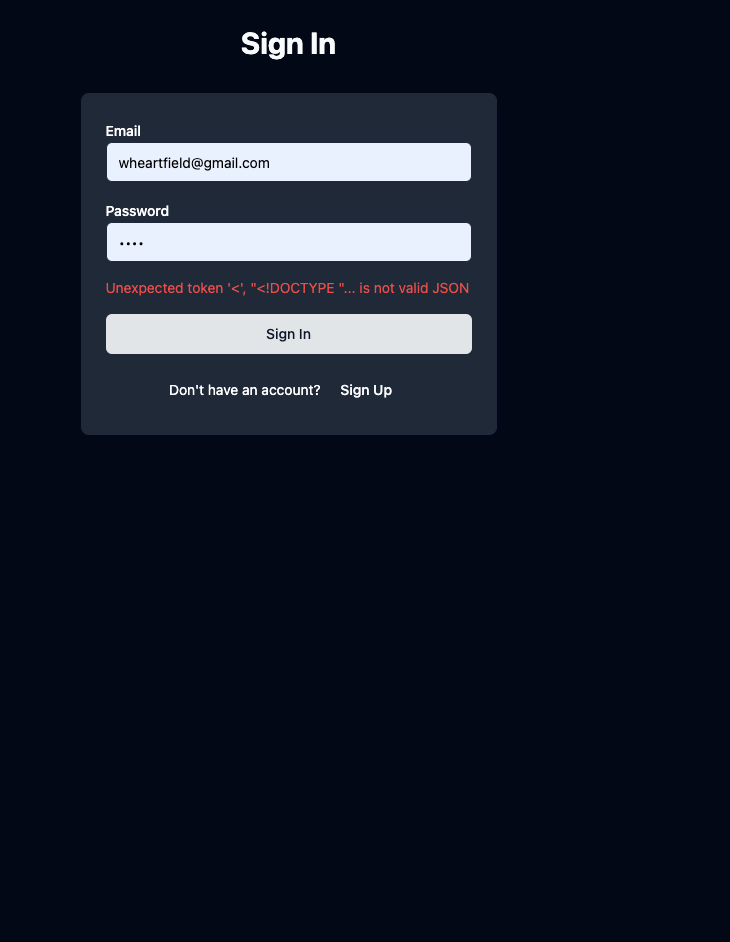 Sign In
Email
wheartfield@gmail.com
Password
••••
Unexpected token '<', "<!DOCTYPE "... is not valid JSON
Sign In
Don't have an account? Sign Up